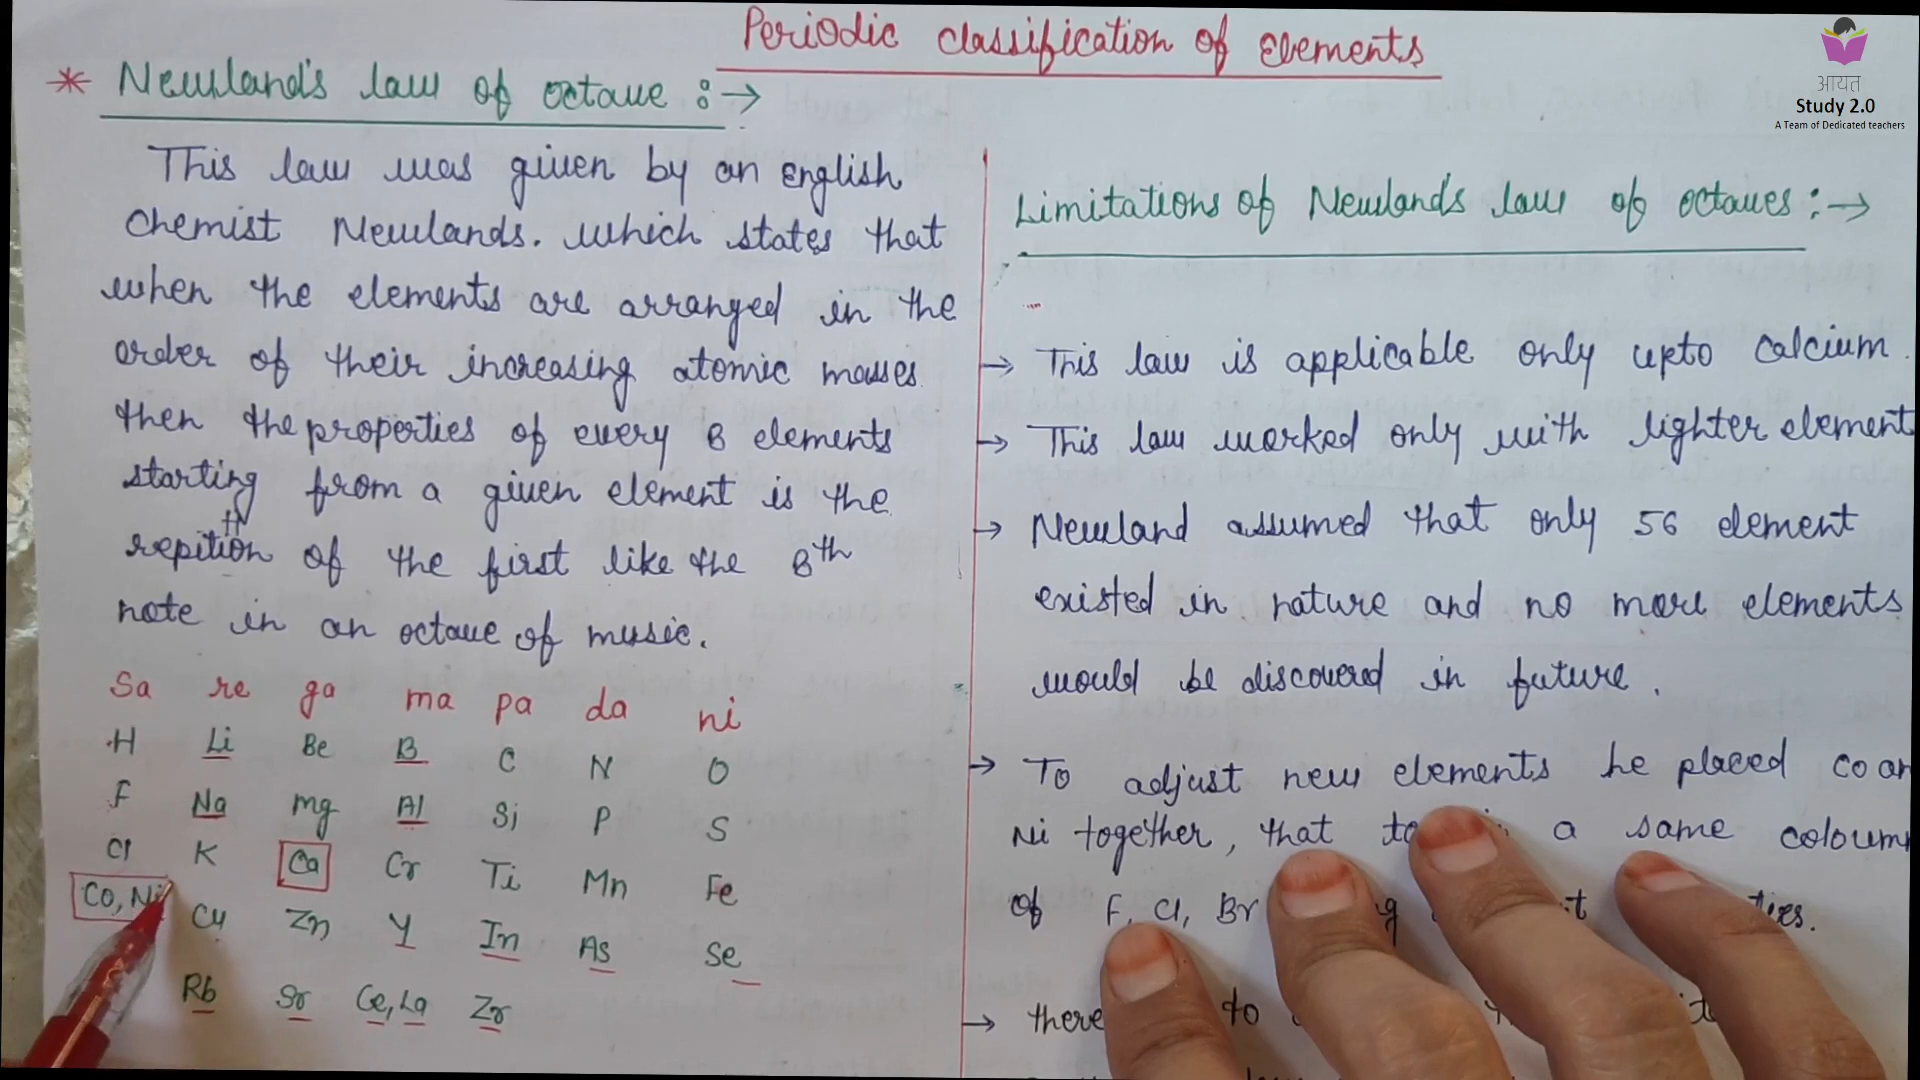 Periodic classification of elements
* Newland's law of octave :→
This law was given by an English
chemist Newlands. which states that
when the elements are arranged in the
order of their increasing atomic masses
then the properties of every 8 elements
starting from a given element is the
repitition of the first like the 8th
note in an octave of music.
Sa re ga ma pa da ni
H Li Be B C N O
F Na Mg Al Si P S
Cl K Ca Cr Ti Mn Fe
Co, Ni Cu Zn Y In As Se
Rb Sr Ce, La Zr
Limitations of Newland's law of octaves :→
→ This law is applicable only upto calcium.
→ This law worked only with lighter element
→ Newland assumed that only 56 element
existed in nature and no more elements
would be discovered in future.
→ To adjust new elements he placed co an
Ni together, that a same coloumn
of F, Cl, Br
→ to
आयत
Study 2.0
A Team of Dedicated teachers